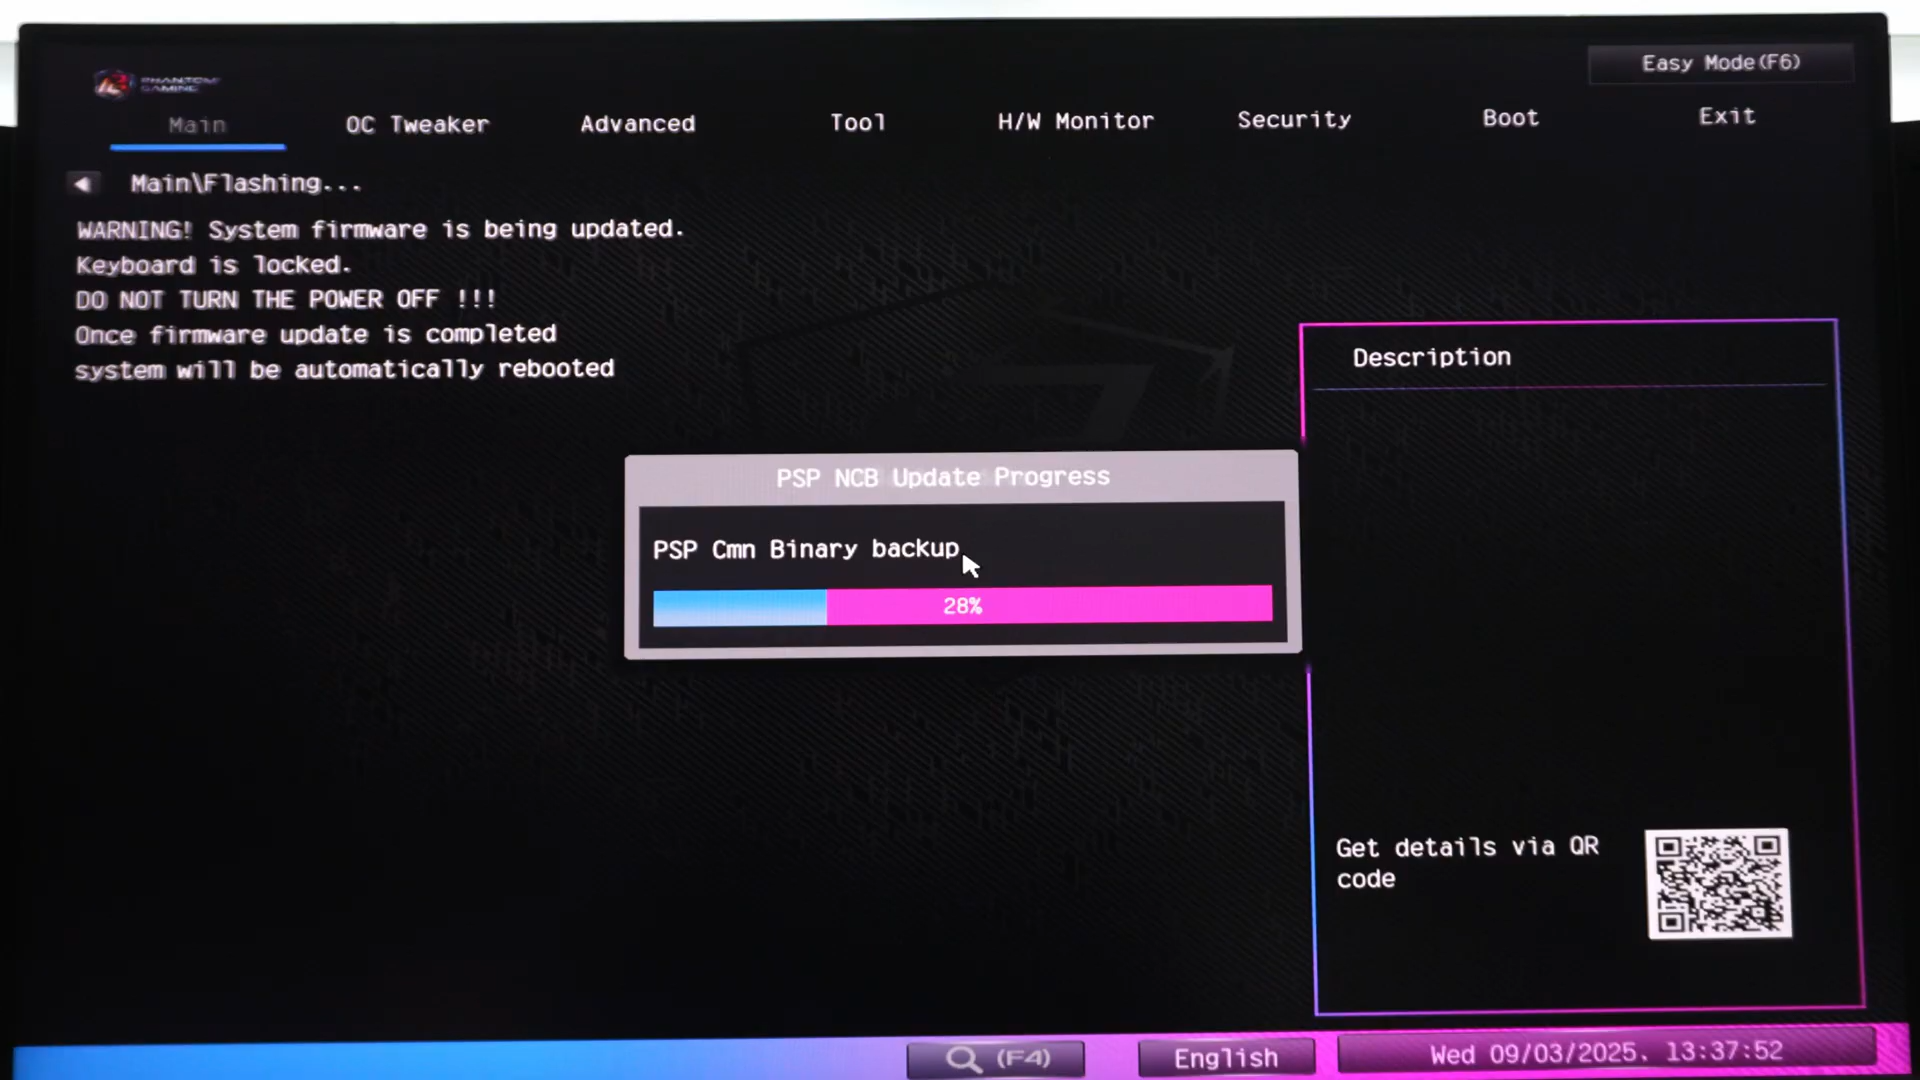 PHANTOM
GAMING
Easy Mode(F6)
Main
OC Tweaker
Advanced
Tool
H/W Monitor
Security
Boot
Exit
Main\Flashing...
WARNING! System firmware is being updated.
Keyboard is locked.
DO NOT TURN THE POWER OFF !!!
Once firmware update is completed
system will be automatically rebooted
Description
PSP NCB Update Progress
PSP Cmn Binary backup
28%
Get details via QR
code
(F4)
English
Wed 09/03/2025, 13:37:52